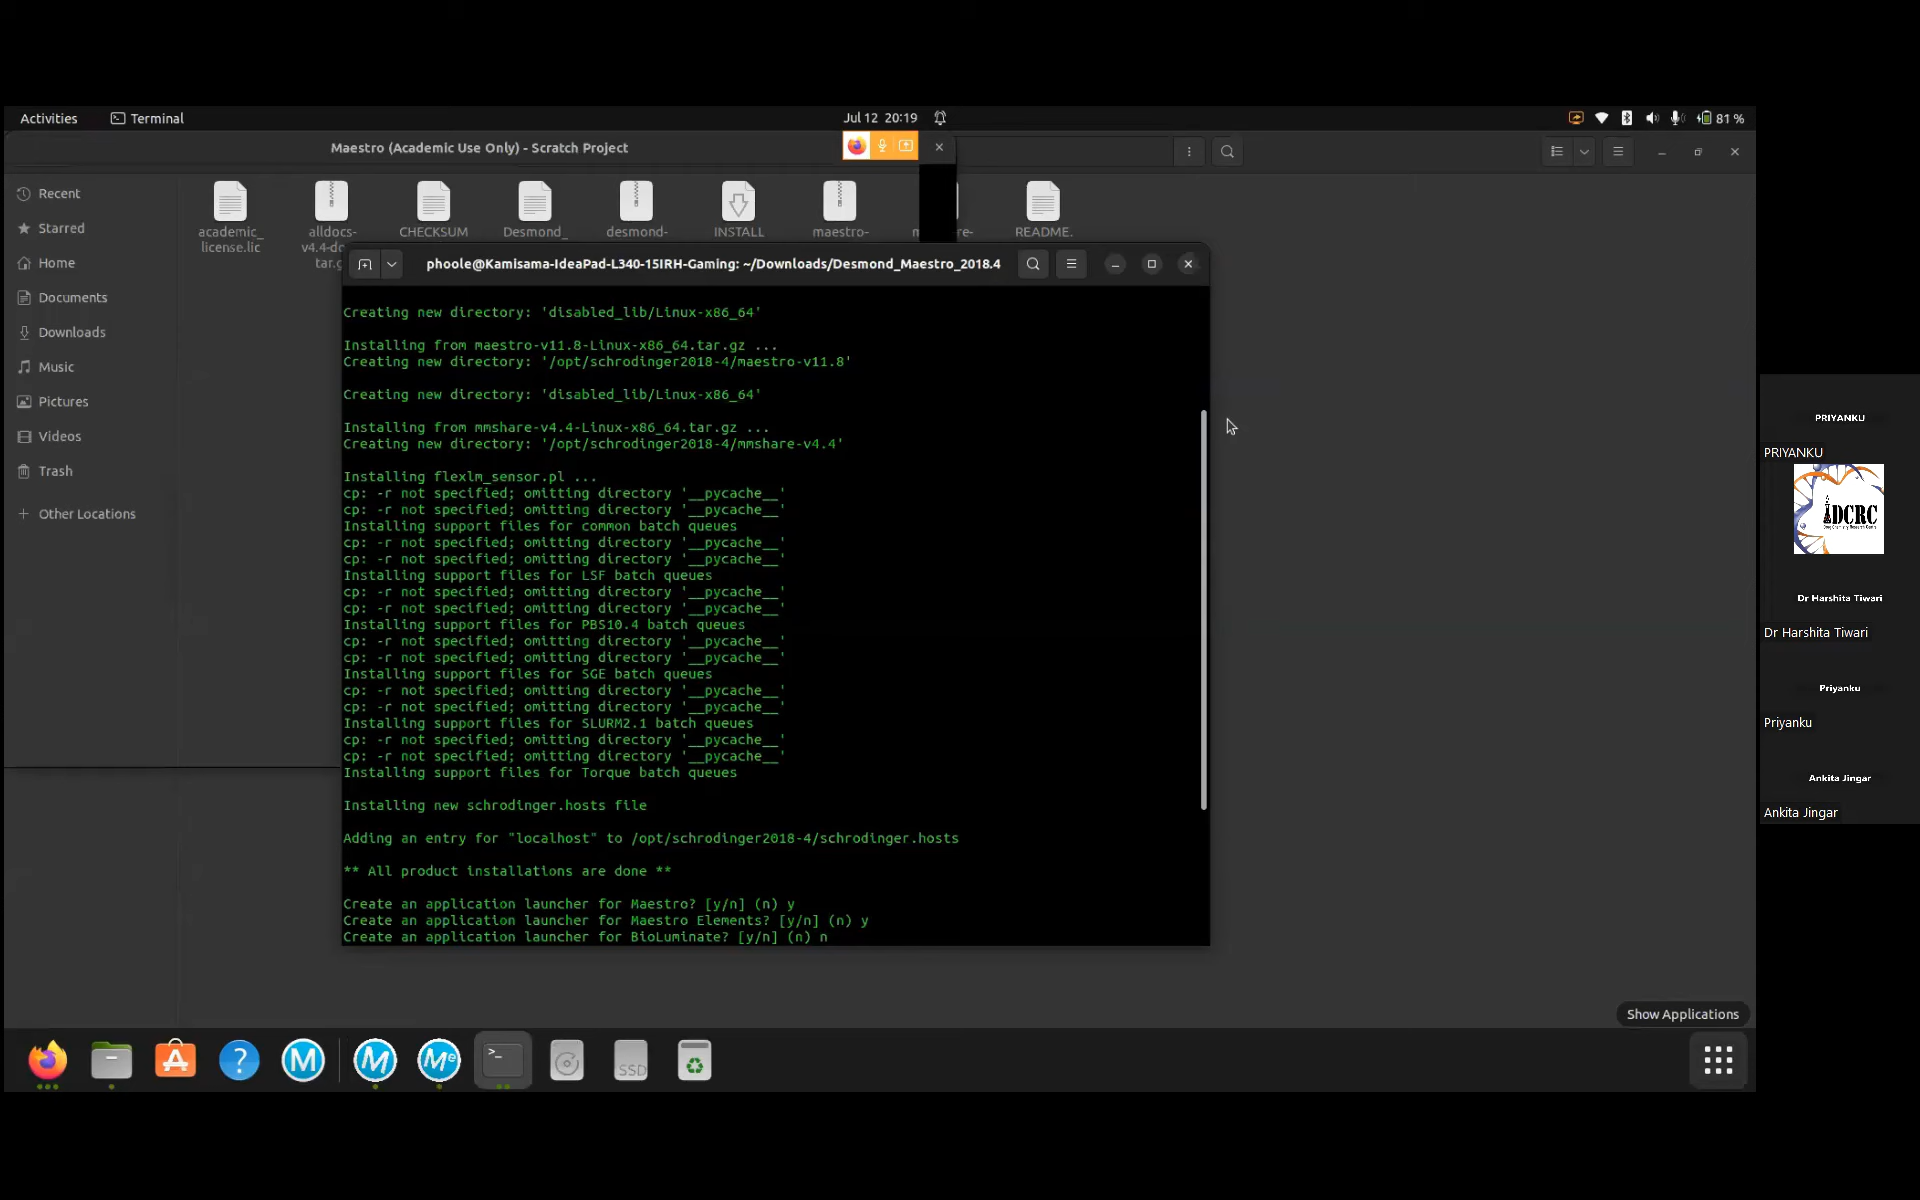 Activities
Terminal
Jul 12 20:19
81 %
Maestro (Academic Use Only) - Scratch Project
Recent
Starred
Home
Documents
Downloads
Music
Pictures
Videos
Trash
Other Locations
academic_
license.lic
alldocs-
v4.4-do
tar.g
CHECKSUM
Desmond_
desmond-
INSTALL
maestro-
re-
README.
phoole@Kamisama-IdeaPad-L340-15IRH-Gaming: ~/Downloads/Desmond_Maestro_2018.4
Creating new directory: 'disabled_lib/Linux-x86_64'
Installing from maestro-v11.8-Linux-x86_64.tar.gz ...
Creating new directory: '/opt/schrodinger2018-4/maestro-v11.8'
Creating new directory: 'disabled_lib/Linux-x86_64'
Installing from mmshare-v4.4-Linux-x86_64.tar.gz ...
Creating new directory: '/opt/schrodinger2018-4/mmshare-v4.4'
Installing flexlm_sensor.pl ...
cp: -r not specified; omitting directory '__pycache__'
cp: -r not specified; omitting directory '__pycache__'
Installing support files for common batch queues
cp: -r not specified; omitting directory '__pycache__'
cp: -r not specified; omitting directory '__pycache__'
Installing support files for LSF batch queues
cp: -r not specified; omitting directory '__pycache__'
cp: -r not specified; omitting directory '__pycache__'
Installing support files for PBS10.4 batch queues
cp: -r not specified; omitting directory '__pycache__'
cp: -r not specified; omitting directory '__pycache__'
Installing support files for SGE batch queues
cp: -r not specified; omitting directory '__pycache__'
cp: -r not specified; omitting directory '__pycache__'
Installing support files for SLURM2.1 batch queues
cp: -r not specified; omitting directory '__pycache__'
cp: -r not specified; omitting directory '__pycache__'
Installing support files for Torque batch queues
Installing new schrodinger.hosts file
Adding an entry for "localhost" to /opt/schrodinger2018-4/schrodinger.hosts
** All product installations are done **
Create an application launcher for Maestro? [y/n] (n) y
Create an application launcher for Maestro Elements? [y/n] (n) y
Create an application launcher for BioLuminate? [y/n] (n) n
Show Applications
SSD
PRIYANKU
PRIYANKU
DCRC
Dr Harshita Tiwari
Dr Harshita Tiwari
Priyanku
Priyanku
Ankita Jingar
Ankita Jingar